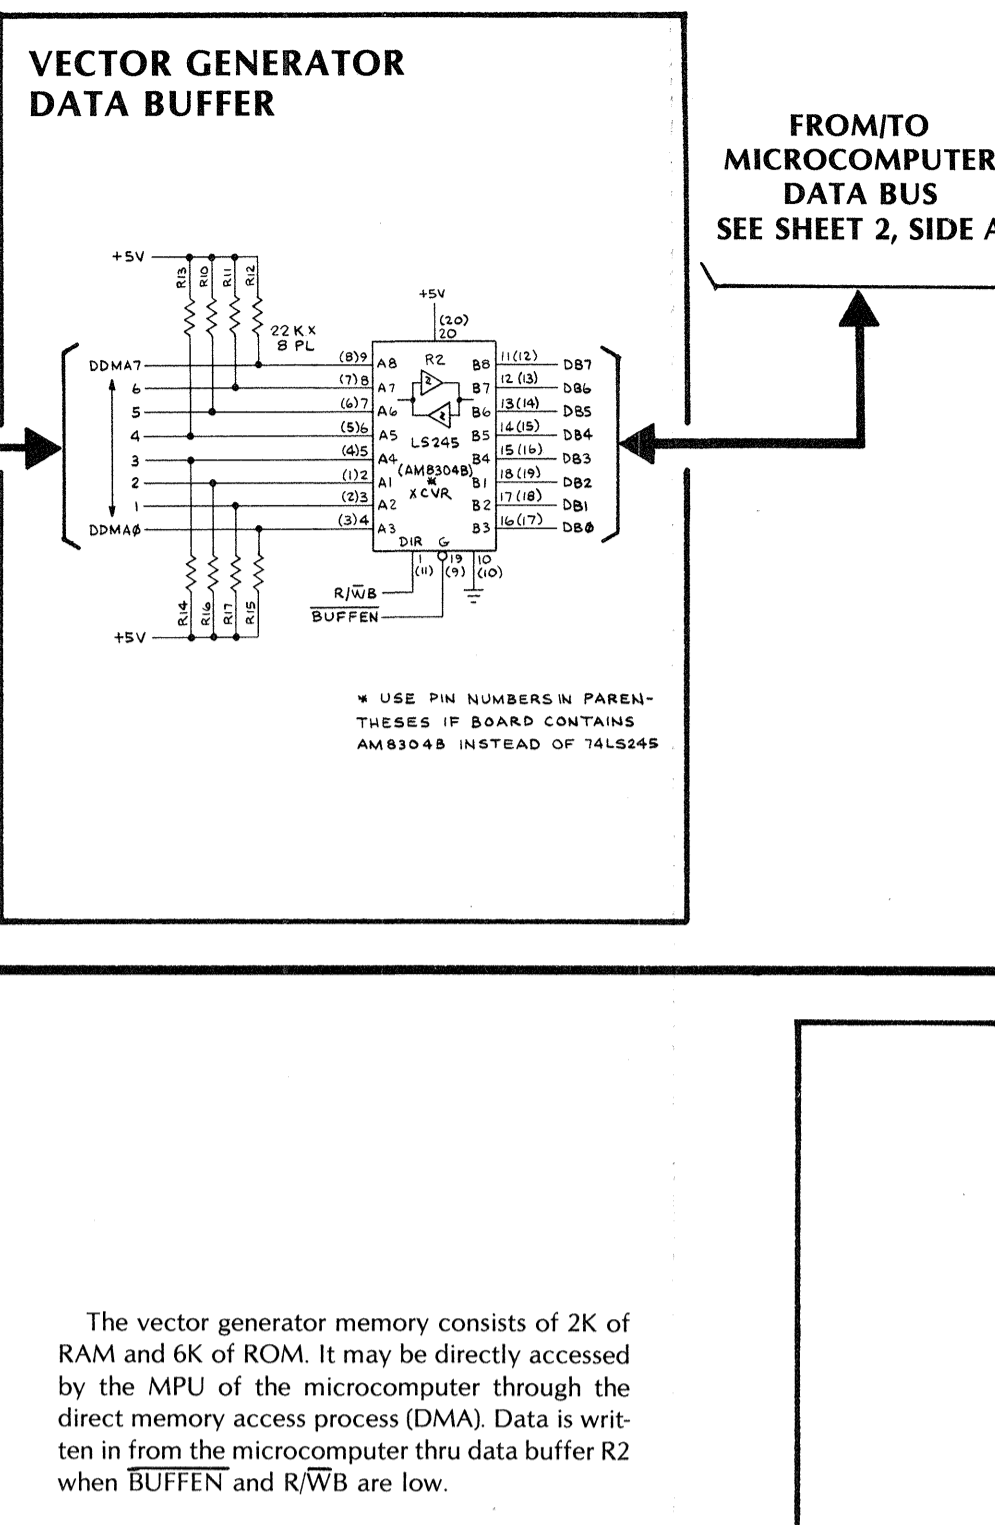 VECTOR GENERATOR
DATA BUFFER
FROM/TO
MICROCOMPUTER
DATA BUS
SEE SHEET 2, SIDE A
+5V
R13
R10
R11
R12
22K X
8 PL
+5V
(20)
20
DDMA7
(8)9
A8
R2
B8
11(12)
DB7
6
(7)8
A7
2
B7
12(13)
DB6
5
(6)7
A6
2
B6
13(14)
DB5
4
(5)6
A5
LS245
B5
14(15)
DB4
3
(4)5
A4
(AM8304B)
B4
15(16)
DB3
2
(1)2
A1
*
B1
18(19)
DB2
1
(2)3
A2
XCVR
B2
17(18)
DB1
DDMAØ
(3)4
A3
B3
16(17)
DBØ
DIR
G
1
(11)
19
(9)
10
(10)
R/W̅B
B̅U̅F̅F̅E̅N̅
R14
R16
R17
R15
+5V
* USE PIN NUMBERS IN PAREN-
THESES IF BOARD CONTAINS
AM8304B INSTEAD OF 74LS245
The vector generator memory consists of 2K of
RAM and 6K of ROM. It may be directly accessed
by the MPU of the microcomputer through the
direct memory access process (DMA). Data is writ-
ten in from the microcomputer thru data buffer R2
when B̅U̅F̅F̅E̅N̅ and R/W̅B are low.